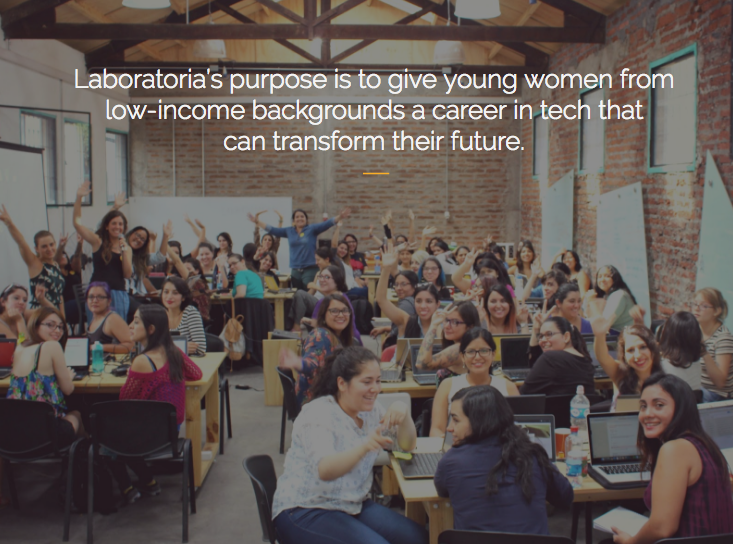 Laboratoria's purpose is to give young women from
low-income backgrounds a career in tech that
can transform their future.